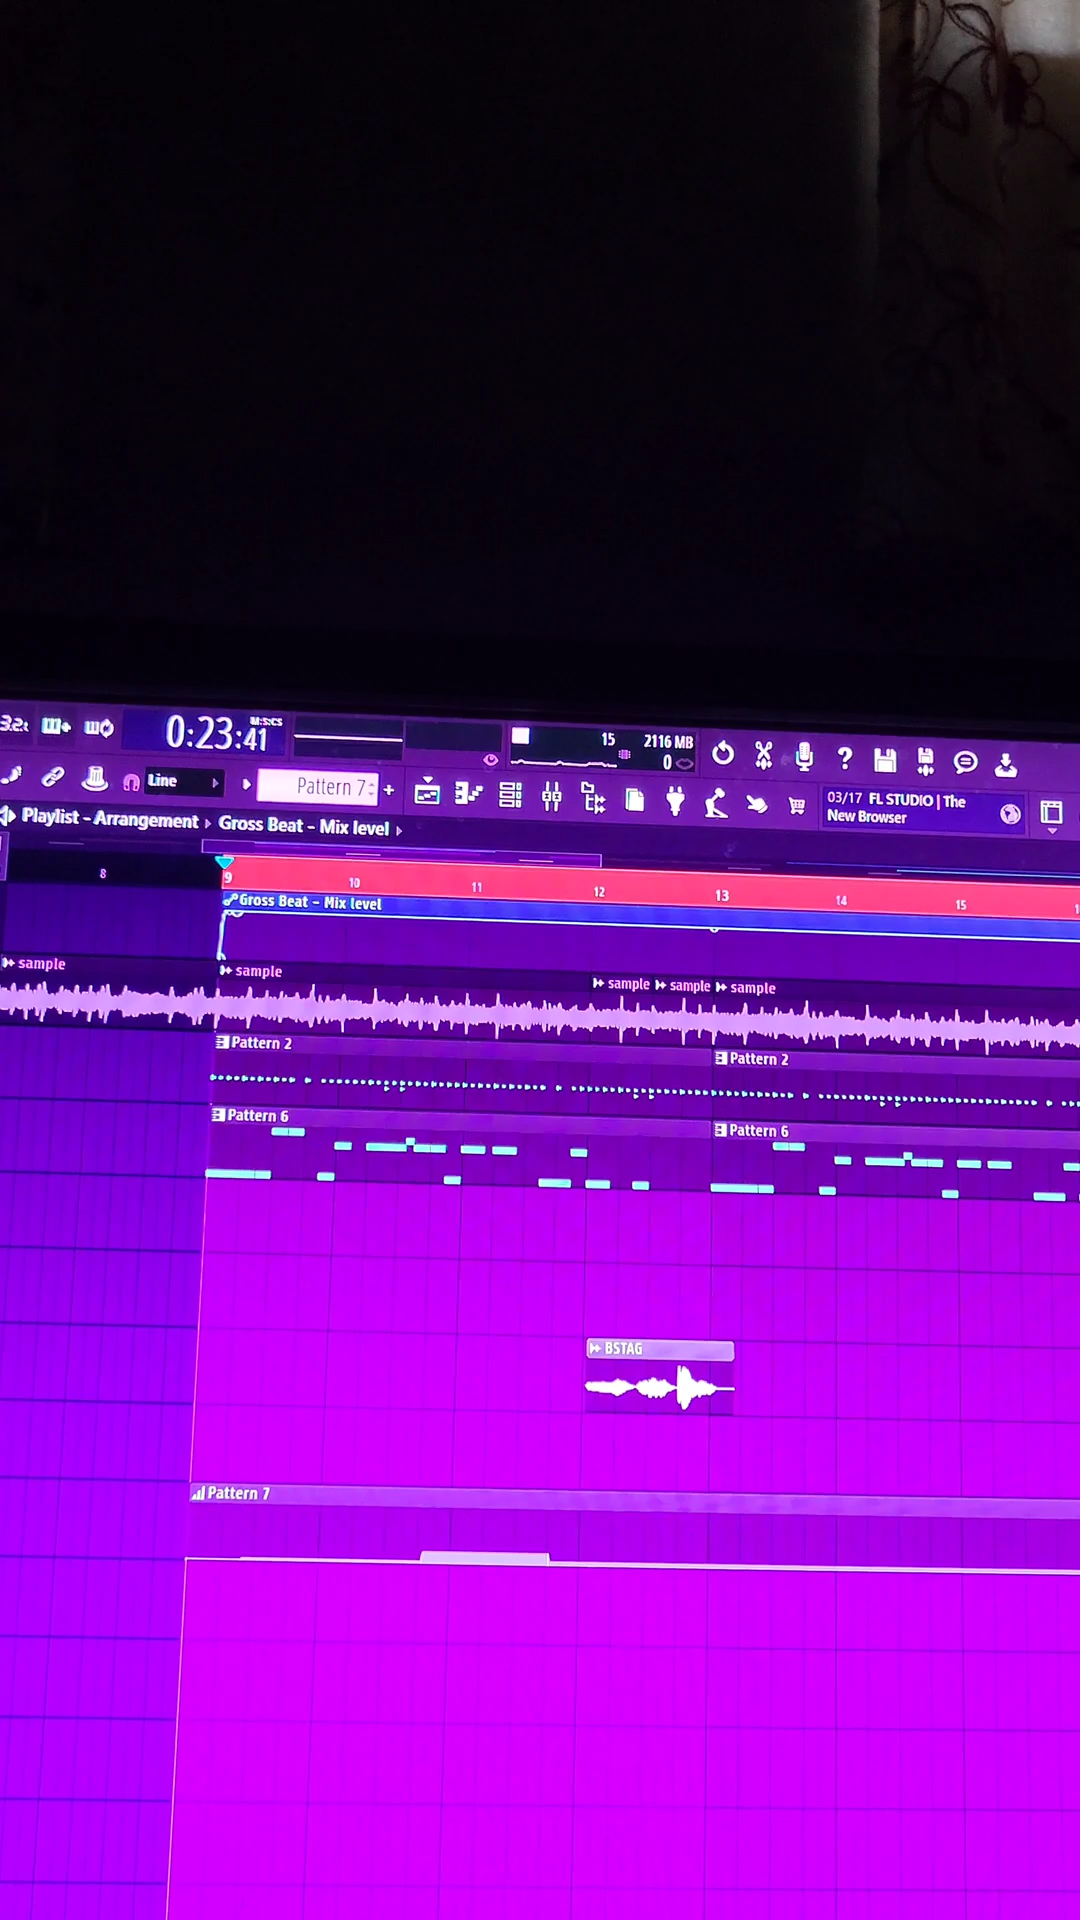 3.2:
0:23:41
M:S:CS
15
2116 MB
0
Line
Pattern 7
03/17 FL STUDIO | The
New Browser
Playlist - Arrangement
Gross Beat - Mix level
8
9
10
11
12
13
14
15
Gross Beat - Mix level
sample
sample
sample
sample
sample
Pattern 2
Pattern 2
Pattern 6
Pattern 6
BSTAG
Pattern 7